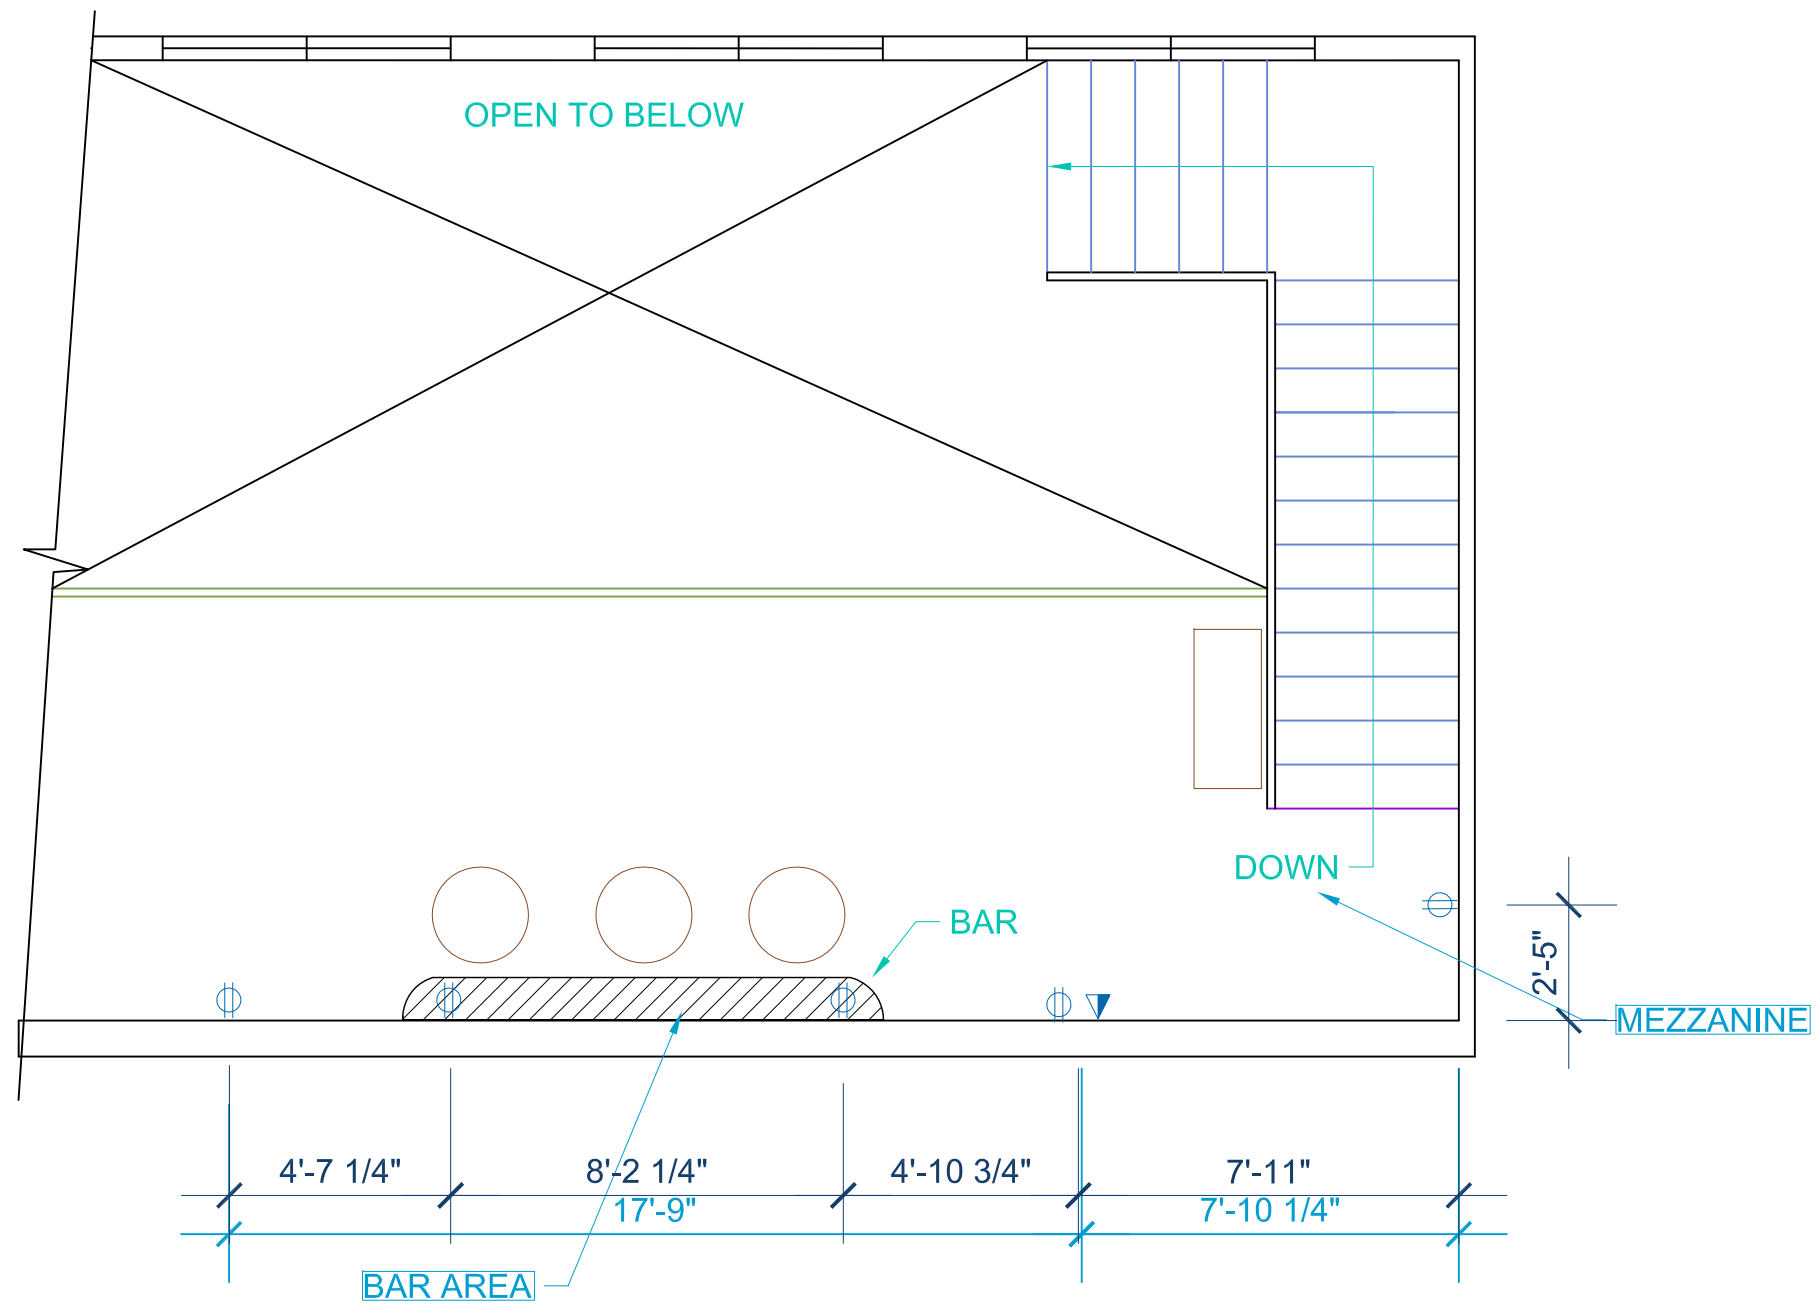 OPEN TO BELOW
DOWN
BAR
2'-5"
MEZZANINE
4'-7 1/4" 8'-2 1/4" 4'-10 3/4" 7'-11"
17'-9" 7'-10 1/4"
BAR AREA